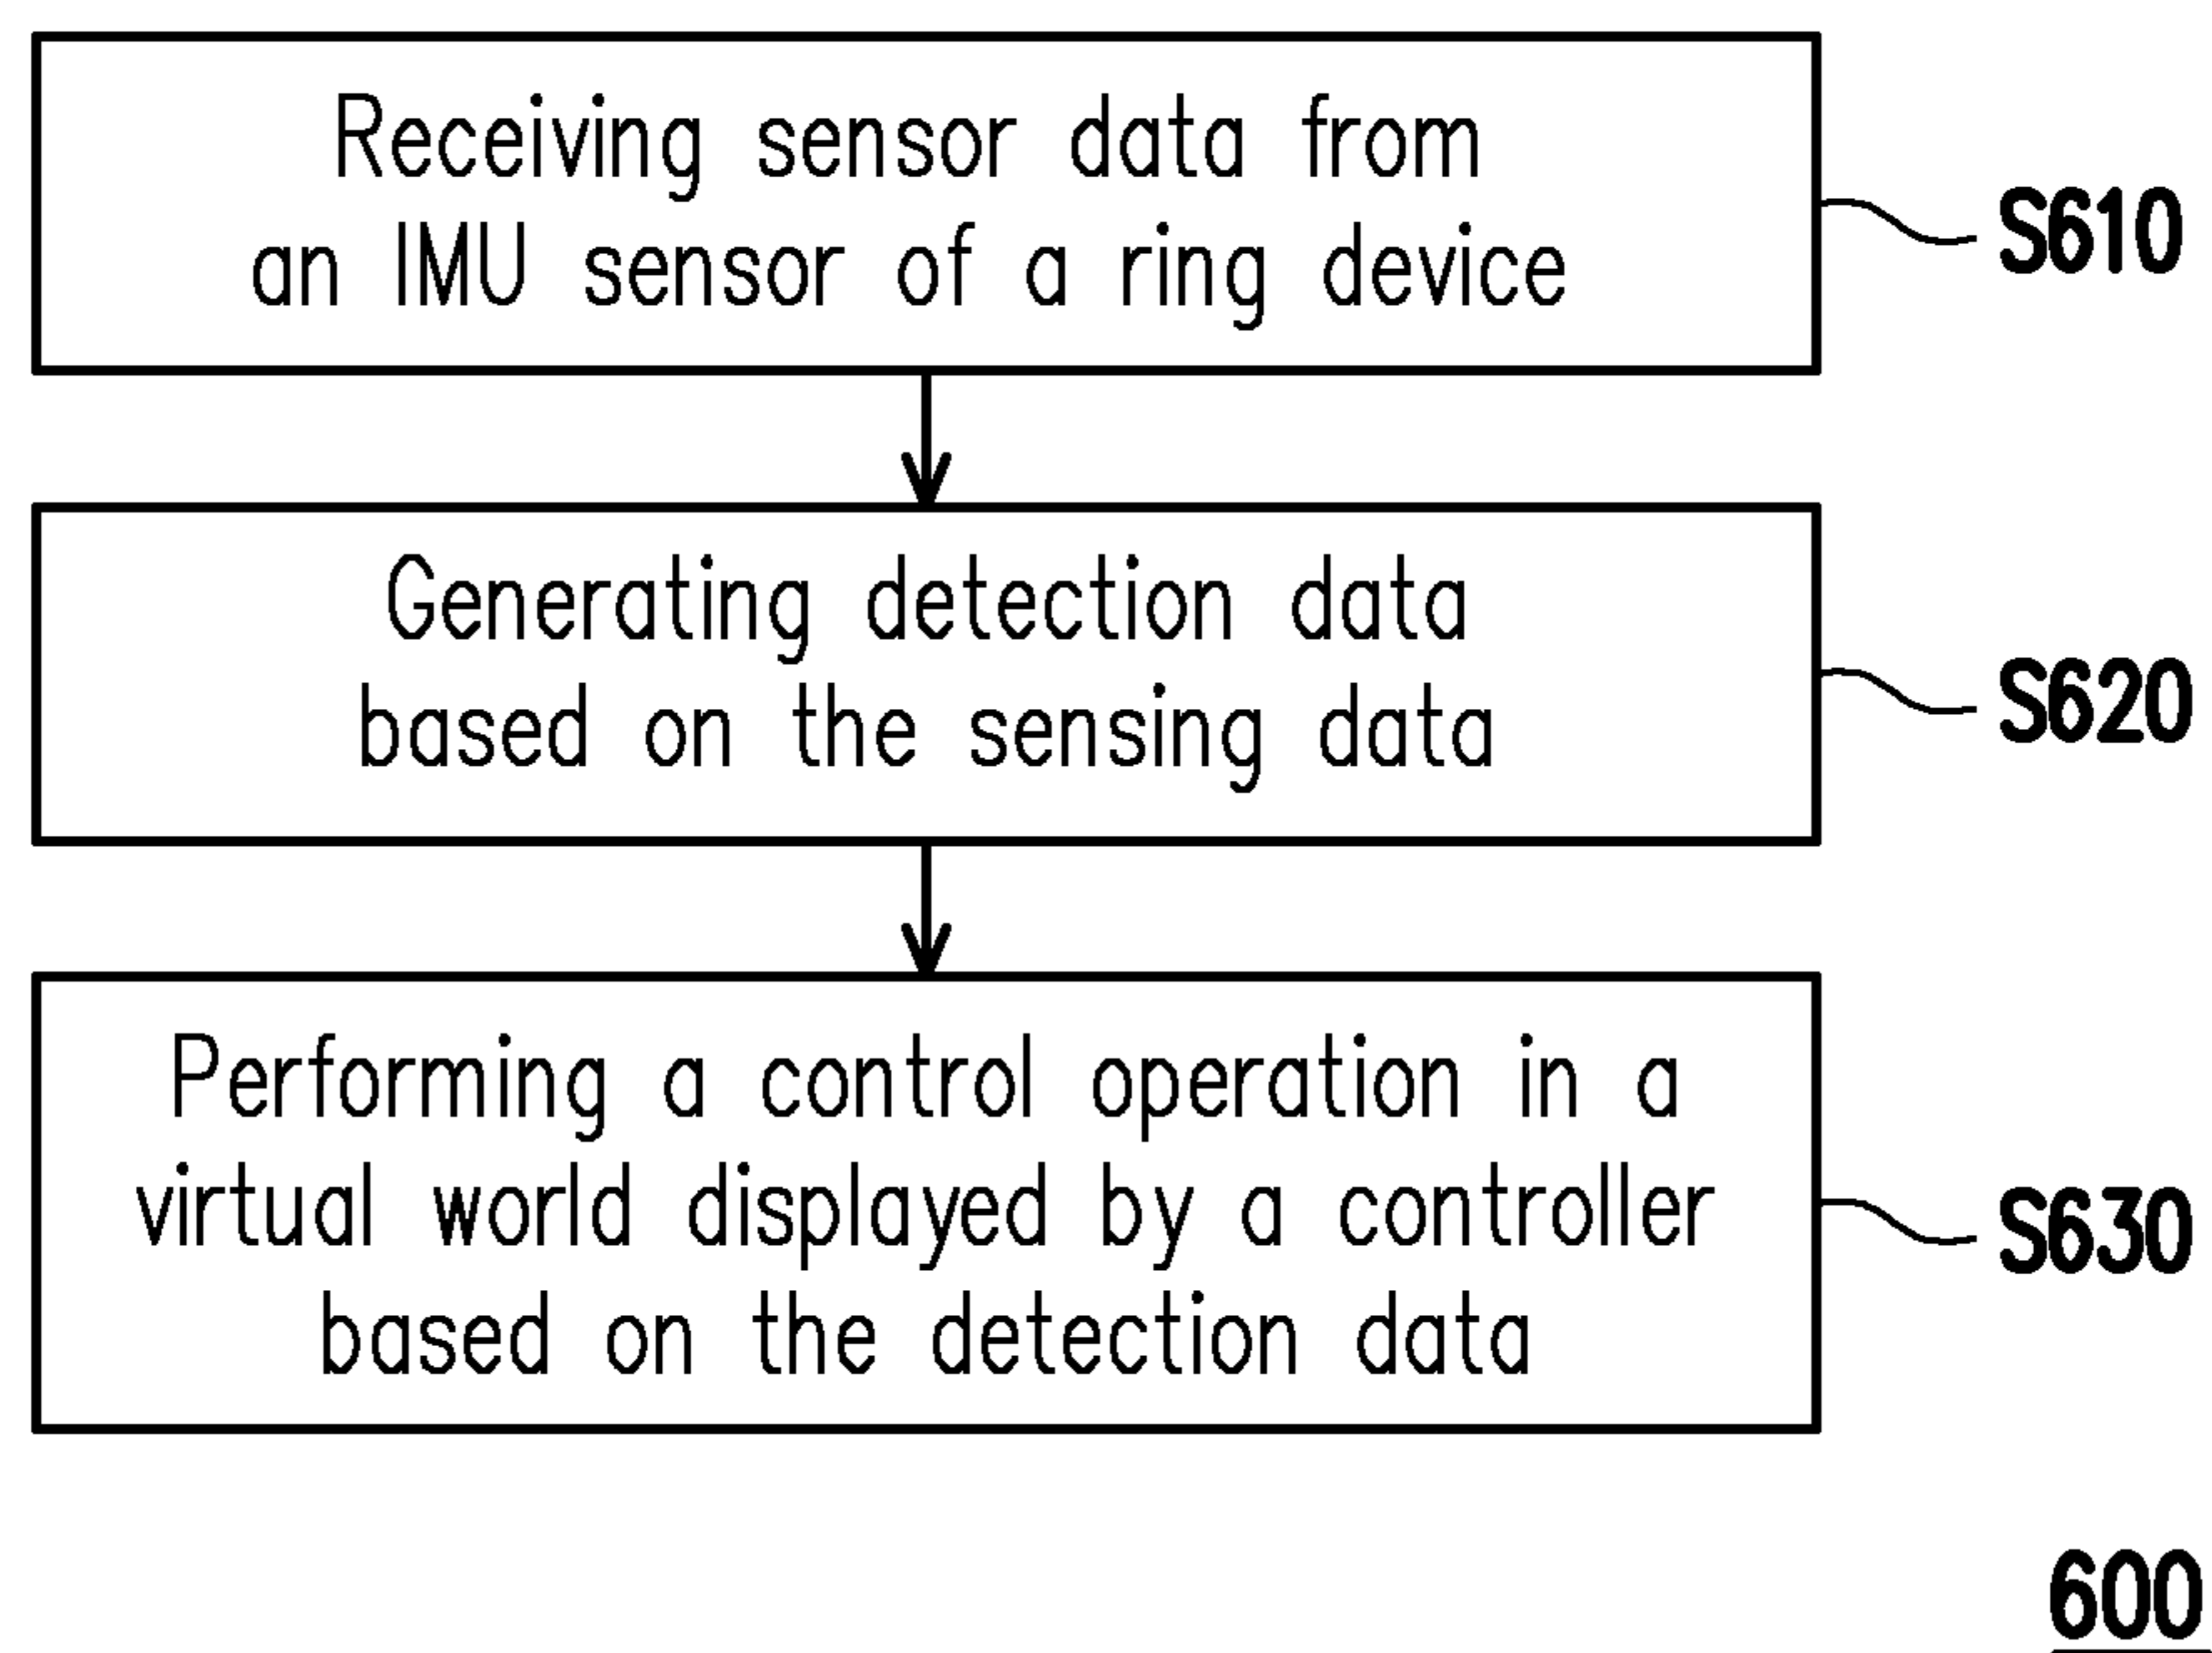 Receiving sensor data from
an IMU sensor of a ring device
S610
Generating detection data
based on the sensing data
S620
Performing a control operation in a
virtual world displayed by a controller
based on the detection data
S630
600